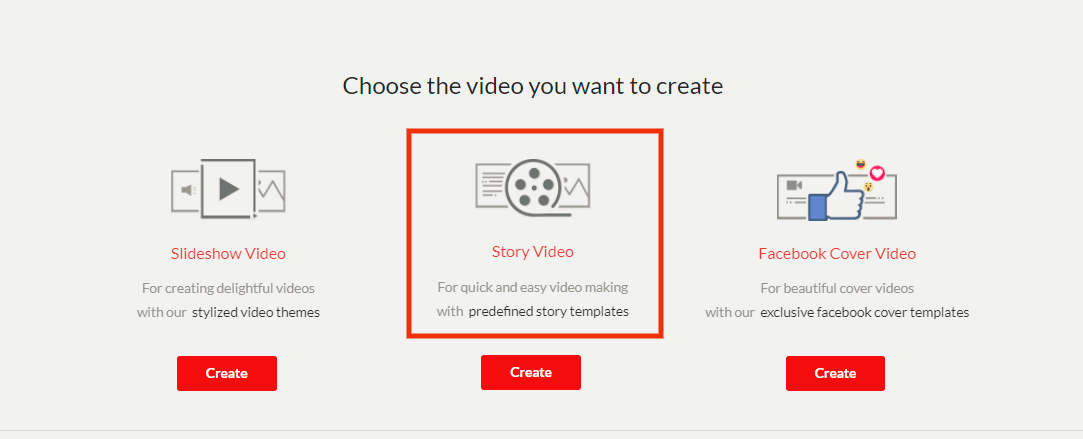 Choose the video you want to create
Slideshow Video
For creating delightful videos
with our stylized video themes
Create
Story Video
For quick and easy video making
with predefined story templates
Create
Facebook Cover Video
For beautiful cover videos
with our exclusive facebook cover templates
Create